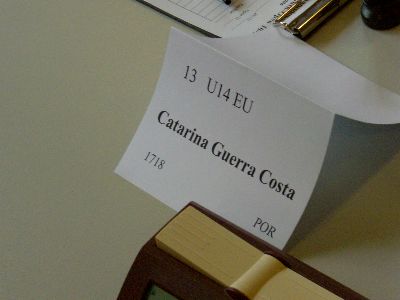 13 U14 EU
Catarina Guerra Costa
1718
POR